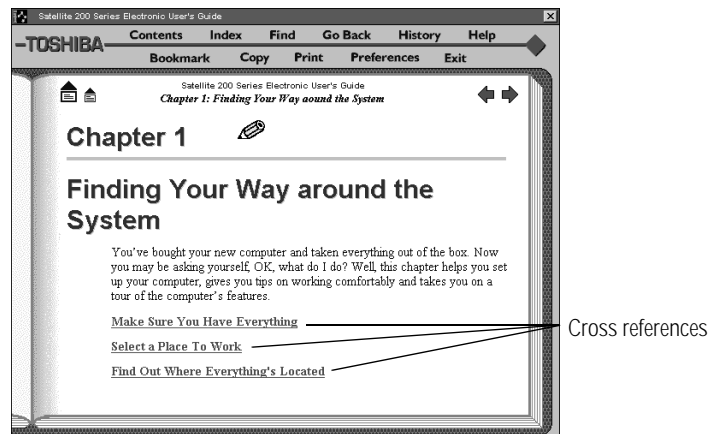 Satellite 200 Series Electronic User's Guide
-TOSHIBA-
Contents Index Find Go Back History Help
Bookmark Copy Print Preferences Exit
Satellite 200 Series Electronic User's Guide
Chapter 1: Finding Your Way aound the System
Chapter 1
Finding Your Way around the
System
You've bought your new computer and taken everything out of the box. Now
you may be asking yourself, OK, what do I do? Well, this chapter helps you set
up your computer, gives you tips on working comfortably and takes you on a
tour of the computer's features.
Make Sure You Have Everything
Select a Place To Work
Find Out Where Everything's Located
Cross references